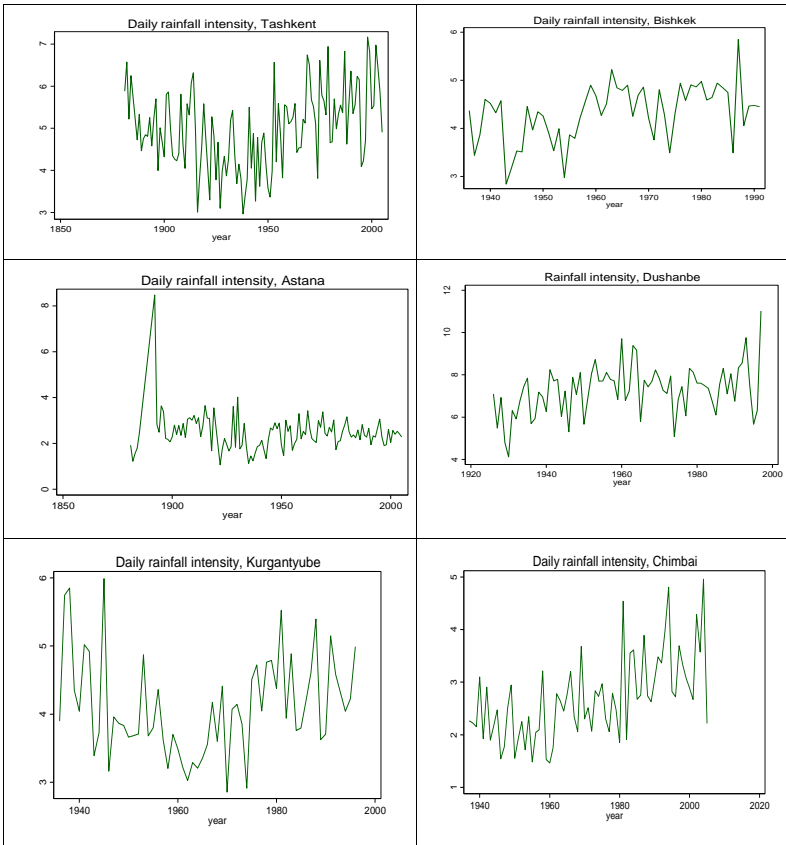 Daily rainfall intensity, Tashkent
7
6
5
4
3
1850 1900 1950 2000
year
Daily rainfall intensity, Bishkek
6
5
4
3
1940 1950 1960 1970 1980 1990
year
Daily rainfall intensity, Astana
8
6
4
2
0
1850 1900 1950 2000
year
Rainfall intensity, Dushanbe
12
10
8
6
4
1920 1940 1960 1980 2000
year
Daily rainfall intensity, Kurgantyube
6
5
4
3
1940 1960 1980 2000
year
Daily rainfall intensity, Chimbai
5
4
3
2
1
1940 1960 1980 2000 2020
year